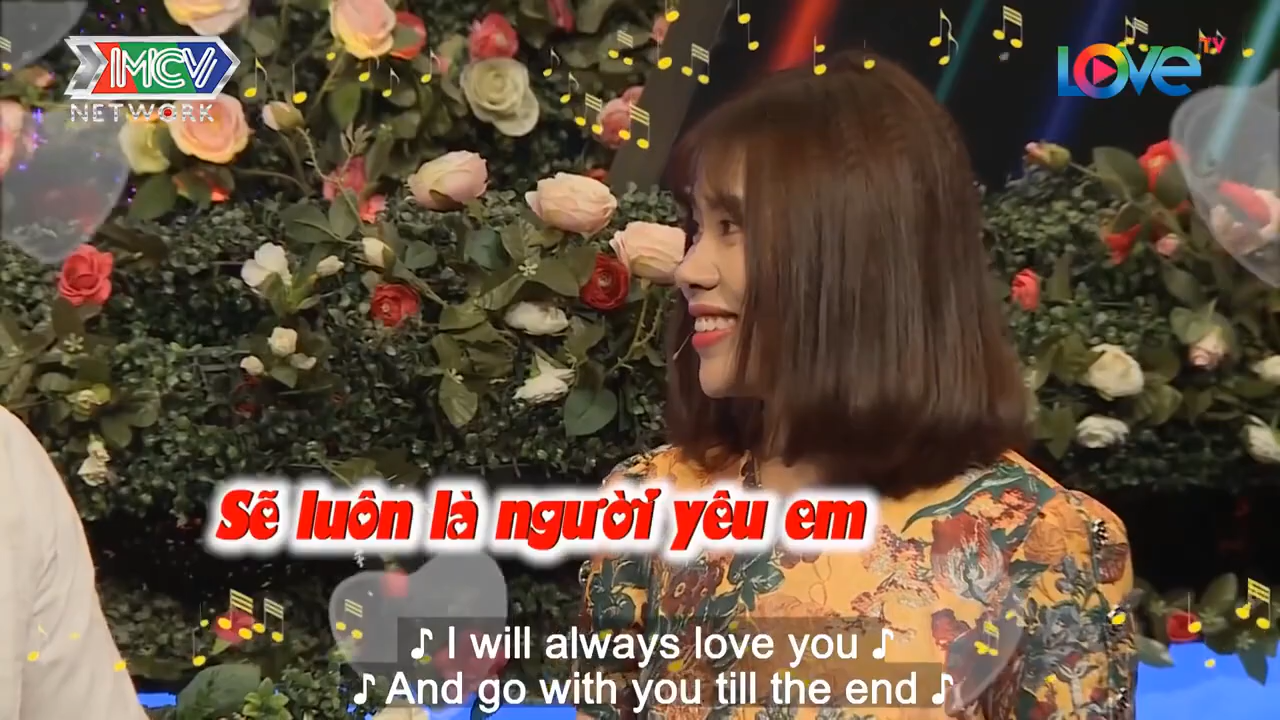 MCV
NETWORK
LOVE TV
Sẽ luôn là người yêu em
♪ I will always love you ♪
♪ And go with you till the end ♪